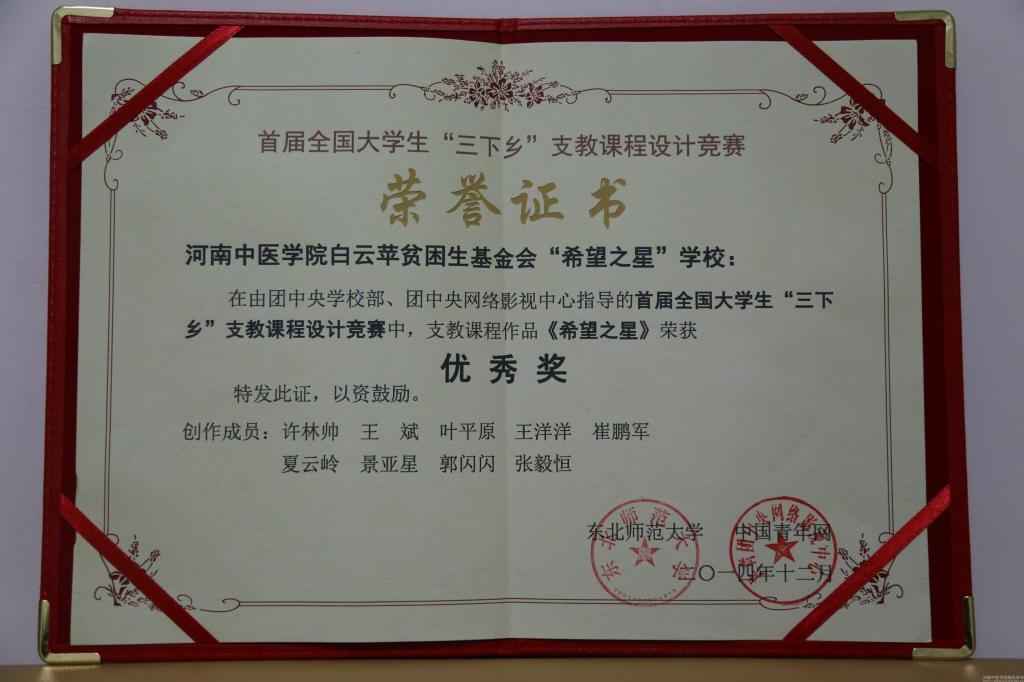 首届全国大学生“三下乡”支教课程设计竞赛
荣誉证书
河南中医学院白云苹贫困生基金会“希望之星”学校：
在由团中央学校部、团中央网络影视中心指导的首届全国大学生“三下
乡”支教课程设计竞赛中，支教课程作品《希望之星》荣获
优秀奖
特发此证，以资鼓励。
创作成员：许林帅 王斌 叶平原 王洋洋 崔鹏军
夏云岭 景亚星 郭闪闪 张毅恒
东北师范大学 中国青年网
二〇一四年十二月
东北师范大学